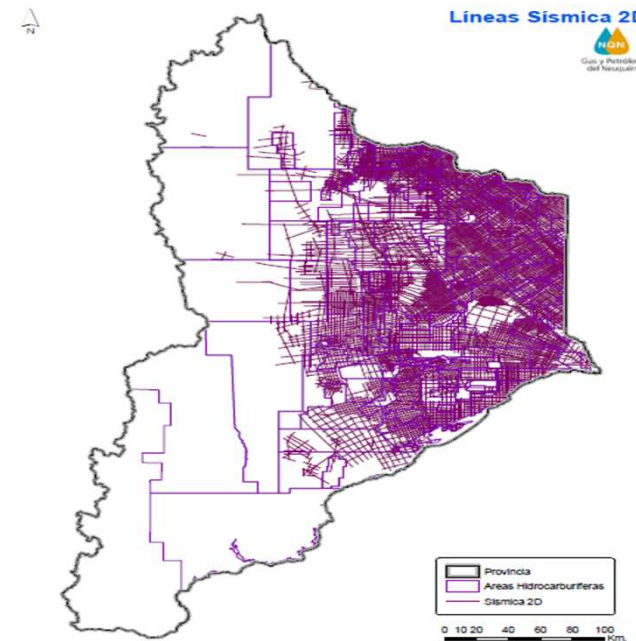 Líneas Sísmica 2D
N
NQN
Gas y Petróleo
del Neuquén
Provincia
Areas Hidrocarburiferas
Sísmica 2D
0 10 20 40 60 80 100
Km.